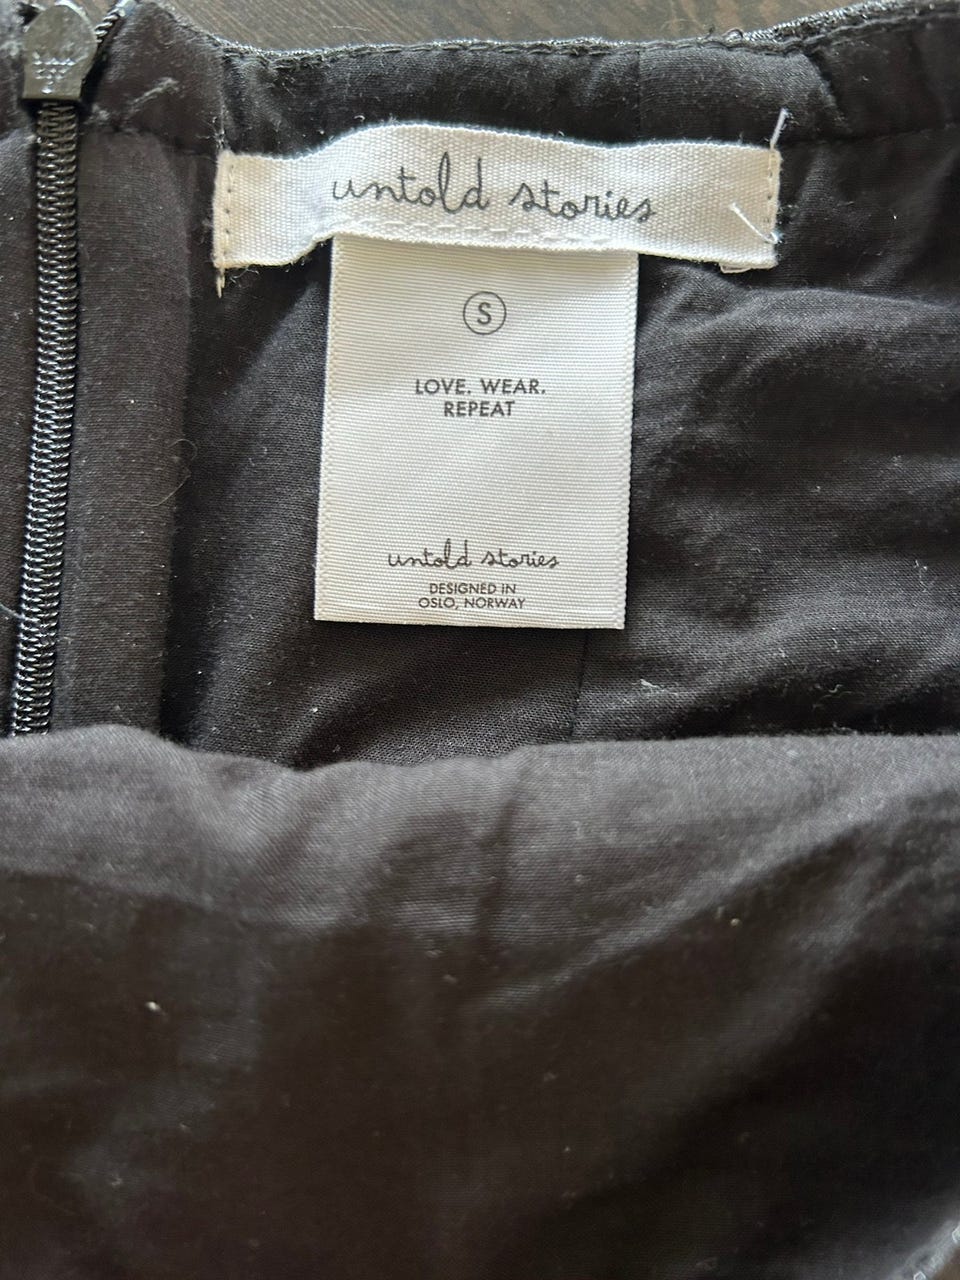 untold stories
S
LOVE. WEAR.
REPEAT
untold stories
DESIGNED IN
OSLO, NORWAY